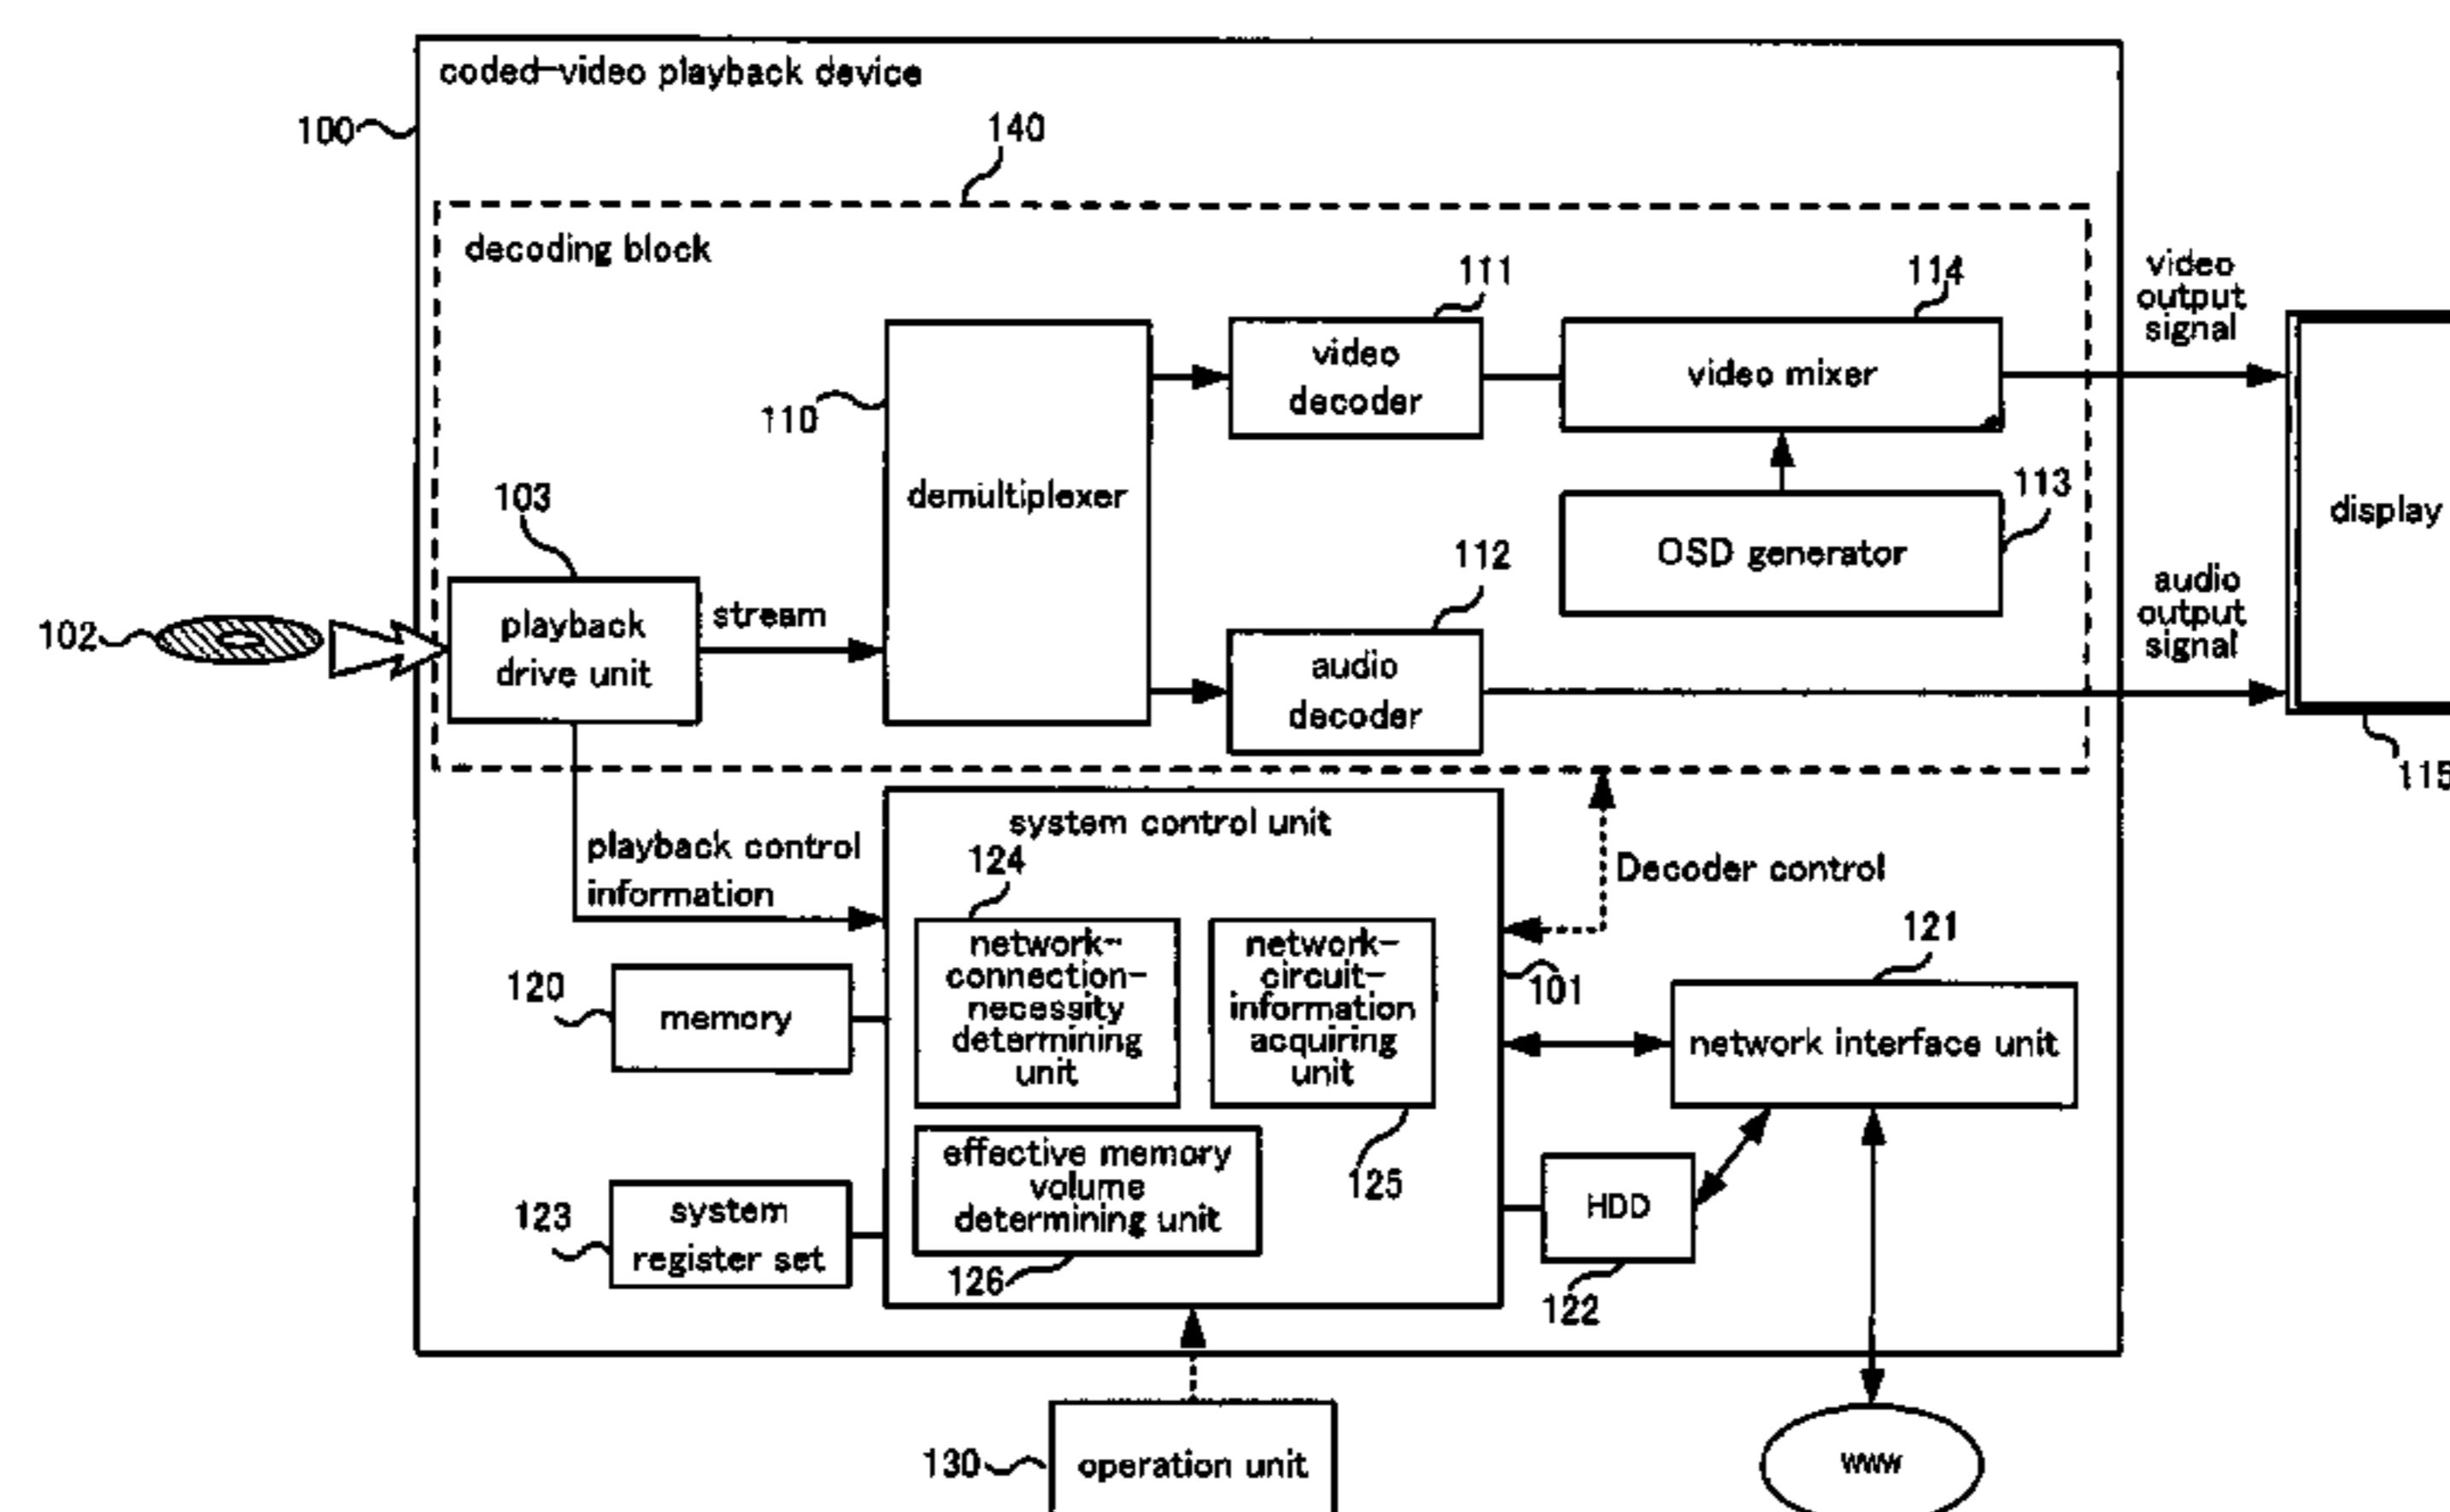 coded-video playback device
100
140
decoding block
111
114
video
output
signal
video
decoder
video mixer
110
103
demultiplexer
113
display
OSD generator
112
audio
output
signal
102
playback
drive unit
stream
audio
decoder
115
system control unit
playback control
information
124
Decoder control
network-
connection-
necessity
determining
unit
network-
circuit-
information
acquiring
unit
101
121
120
memory
network interface unit
effective memory
volume
determining unit
125
HDD
123
system
register set
126
122
130
operation unit
www